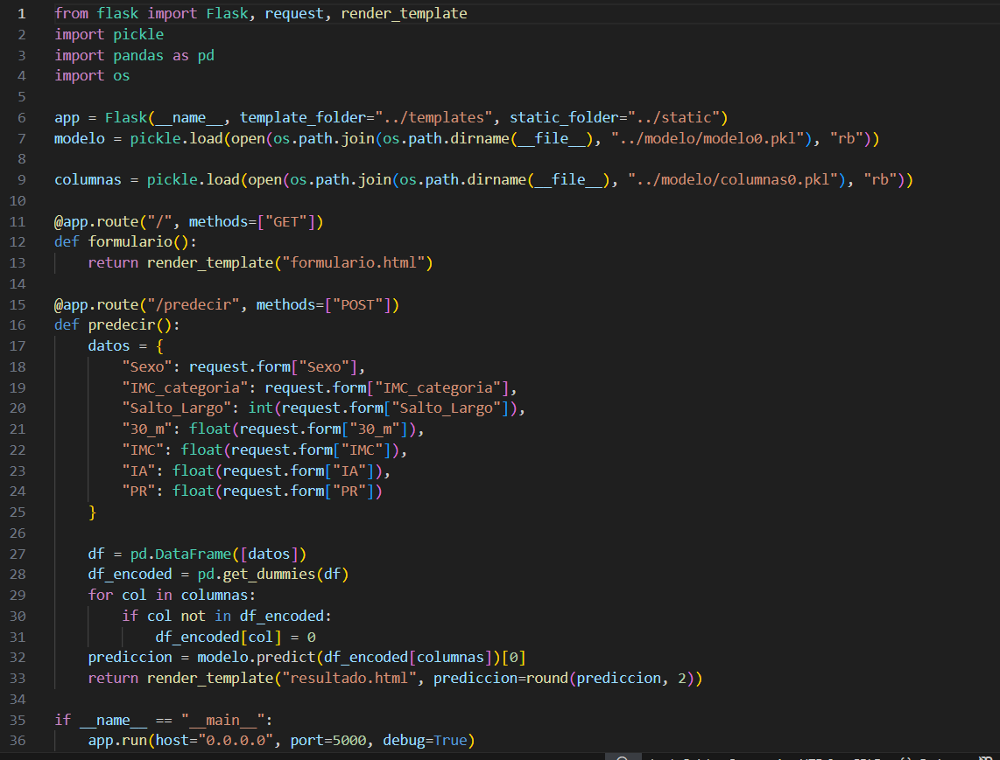 1 from flask import Flask, request, render_template
2 import pickle
3 import pandas as pd
4 import os
5
6 app = Flask(__name__, template_folder="../templates", static_folder="../static")
7 modelo = pickle.load(open(os.path.join(os.path.dirname(__file__), "../modelo/modelo0.pkl"), "rb"))
8
9 columnas = pickle.load(open(os.path.join(os.path.dirname(__file__), "../modelo/columnas0.pkl"), "rb"))
10
11 @app.route("/", methods=["GET"])
12 def formulario():
13     return render_template("formulario.html")
14
15 @app.route("/predecir", methods=["POST"])
16 def predecir():
17     datos = {
18         "Sexo": request.form["Sexo"],
19         "IMC_categoria": request.form["IMC_categoria"],
20         "Salto_Largo": int(request.form["Salto_Largo"]),
21         "30_m": float(request.form["30_m"]),
22         "IMC": float(request.form["IMC"]),
23         "IA": float(request.form["IA"]),
24         "PR": float(request.form["PR"])
25     }
26
27     df = pd.DataFrame([datos])
28     df_encoded = pd.get_dummies(df)
29     for col in columnas:
30         if col not in df_encoded:
31             df_encoded[col] = 0
32     prediccion = modelo.predict(df_encoded[columnas])[0]
33     return render_template("resultado.html", prediccion=round(prediccion, 2))
34
35 if __name__ == "__main__":
36     app.run(host="0.0.0.0", port=5000, debug=True)